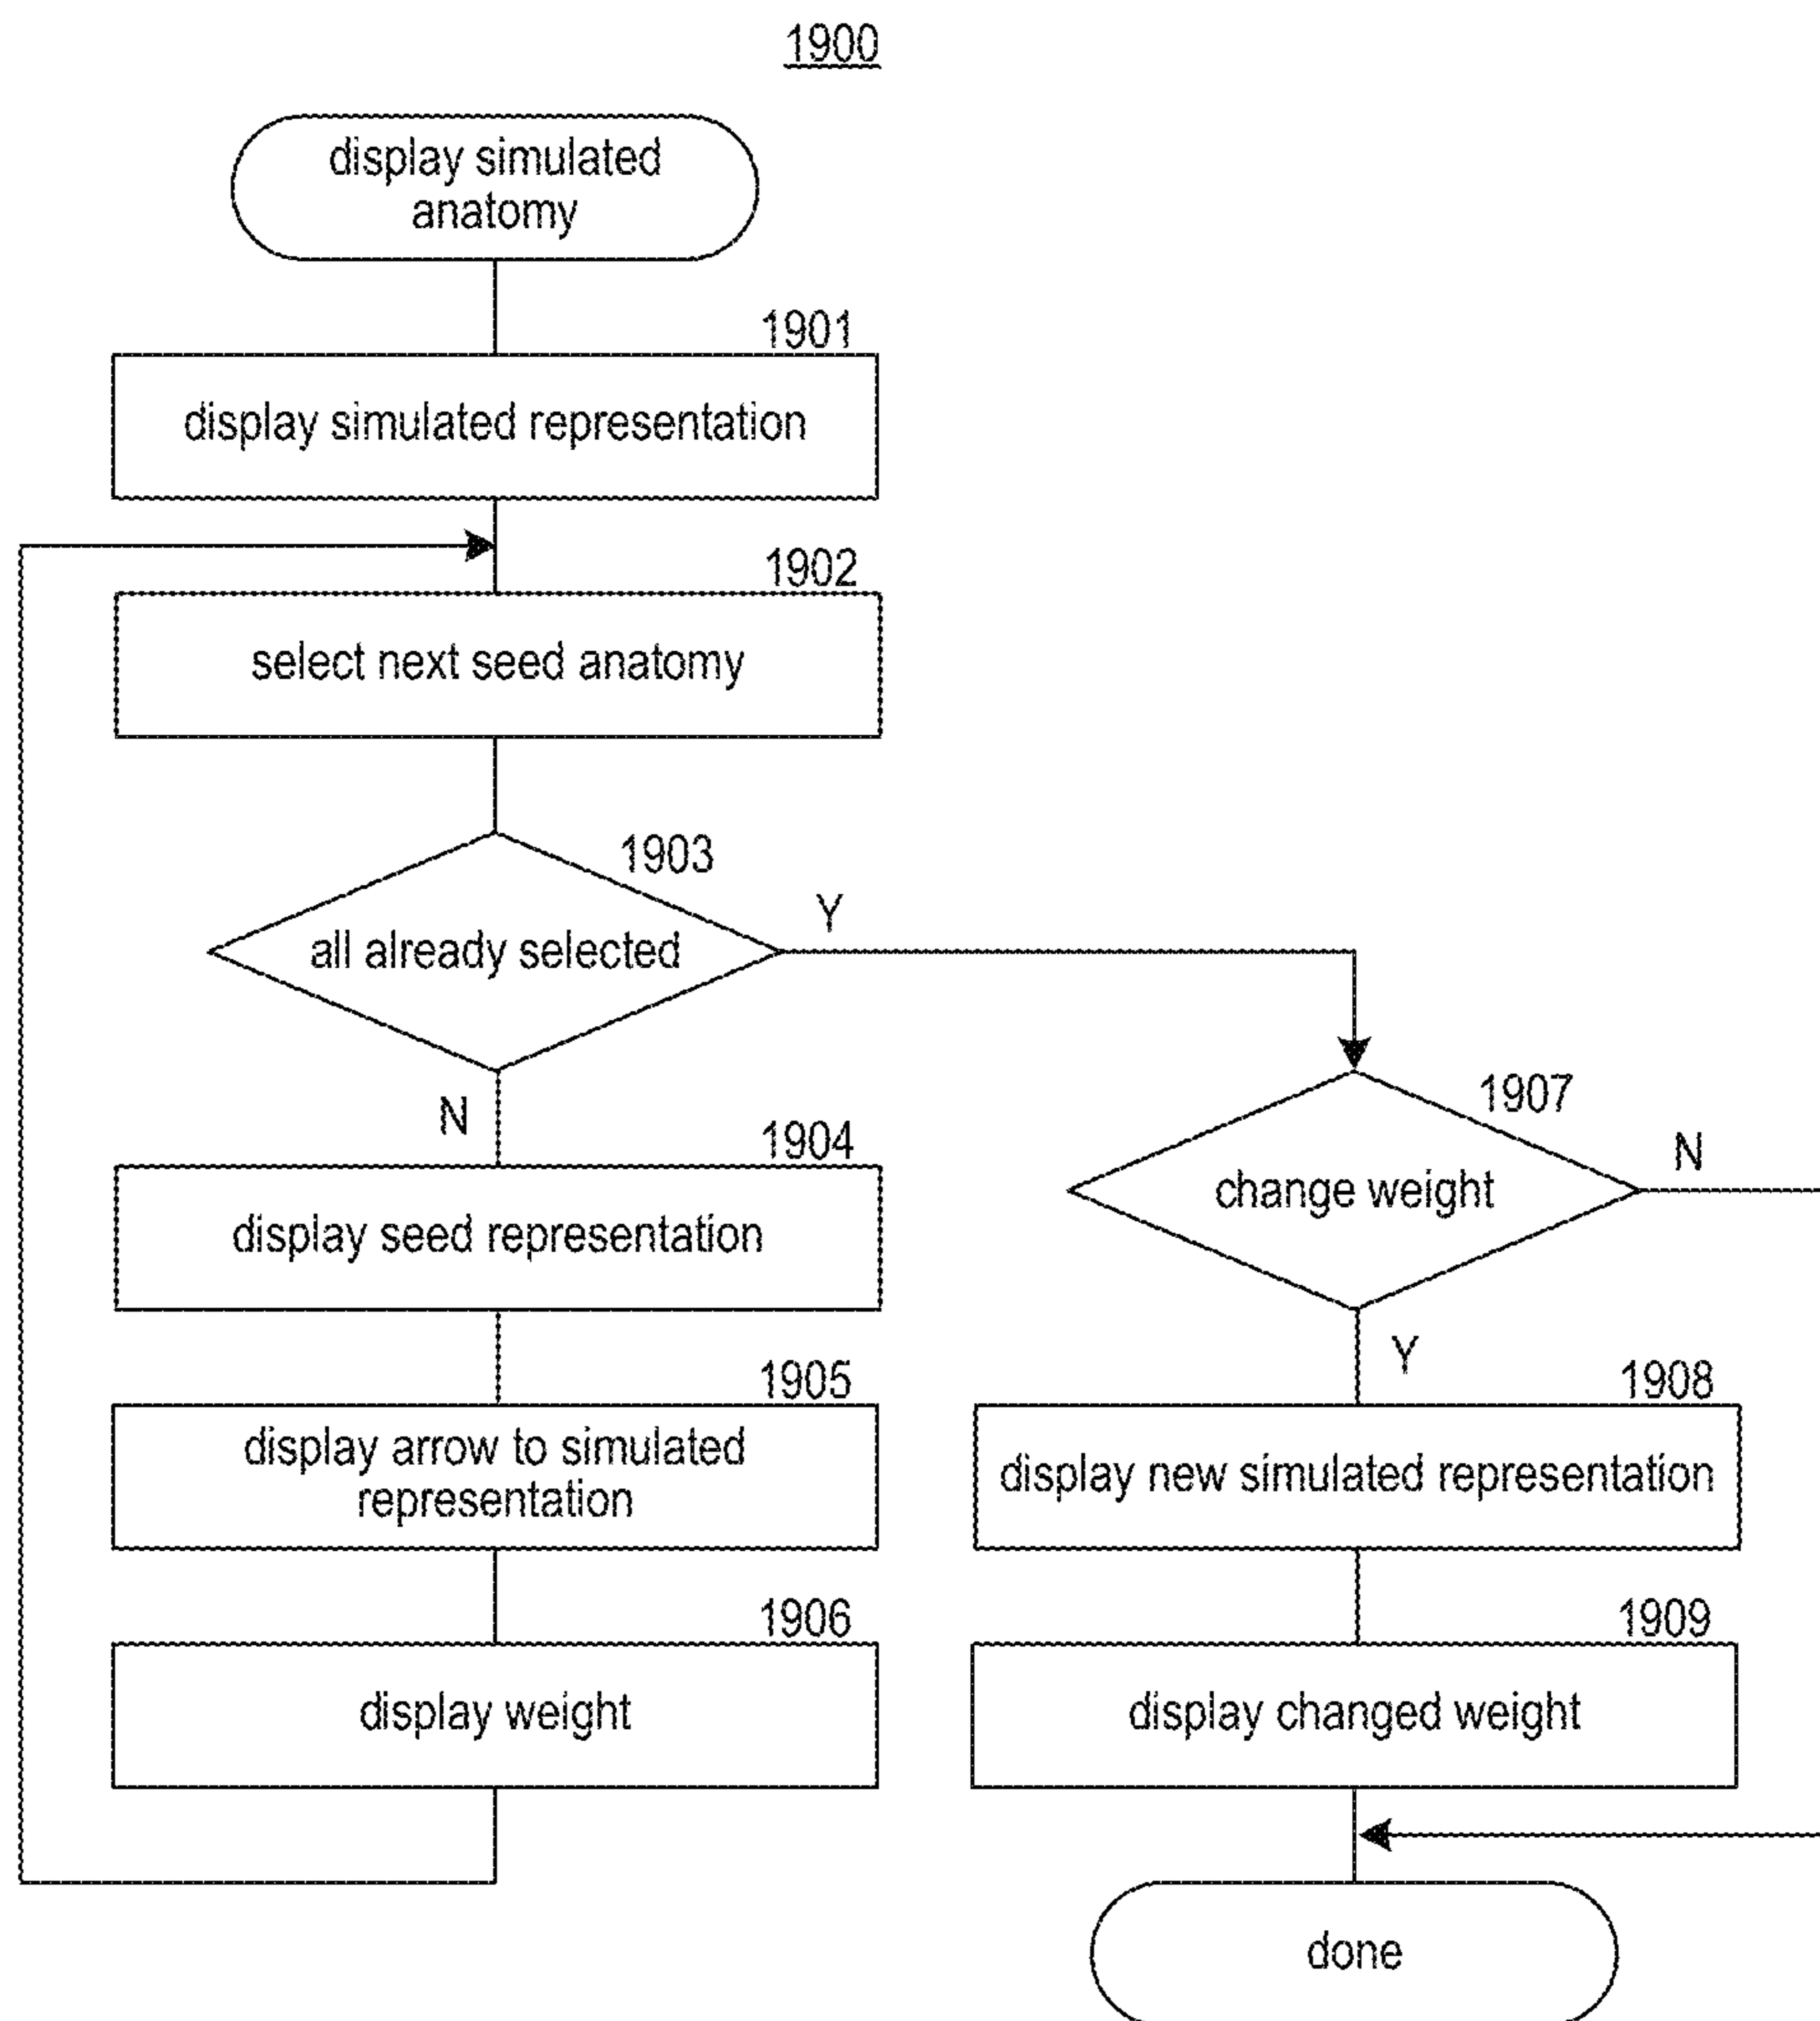 1900
display simulated
anatomy
1901
display simulated representation
1902
select next seed anatomy
1903
all already selected
Y
N
1904
display seed representation
1905
display arrow to simulated
representation
1906
display weight
1907
change weight
N
Y
1908
display new simulated representation
1909
display changed weight
done